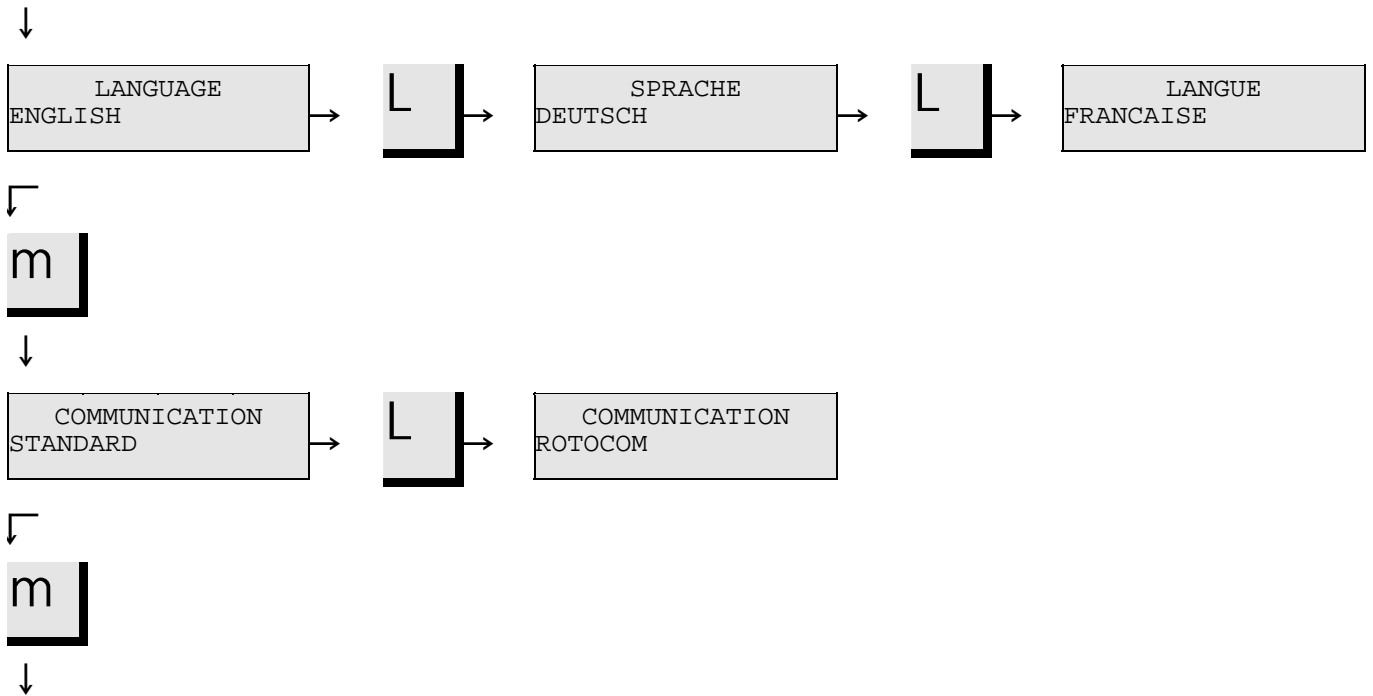 ↓
LANGUAGE
ENGLISH
→ L →
SPRACHE
DEUTSCH
→ L →
LANGUE
FRANCAISE
m
↓
COMMUNICATION
STANDARD
→ L →
COMMUNICATION
ROTOCOM
m
↓